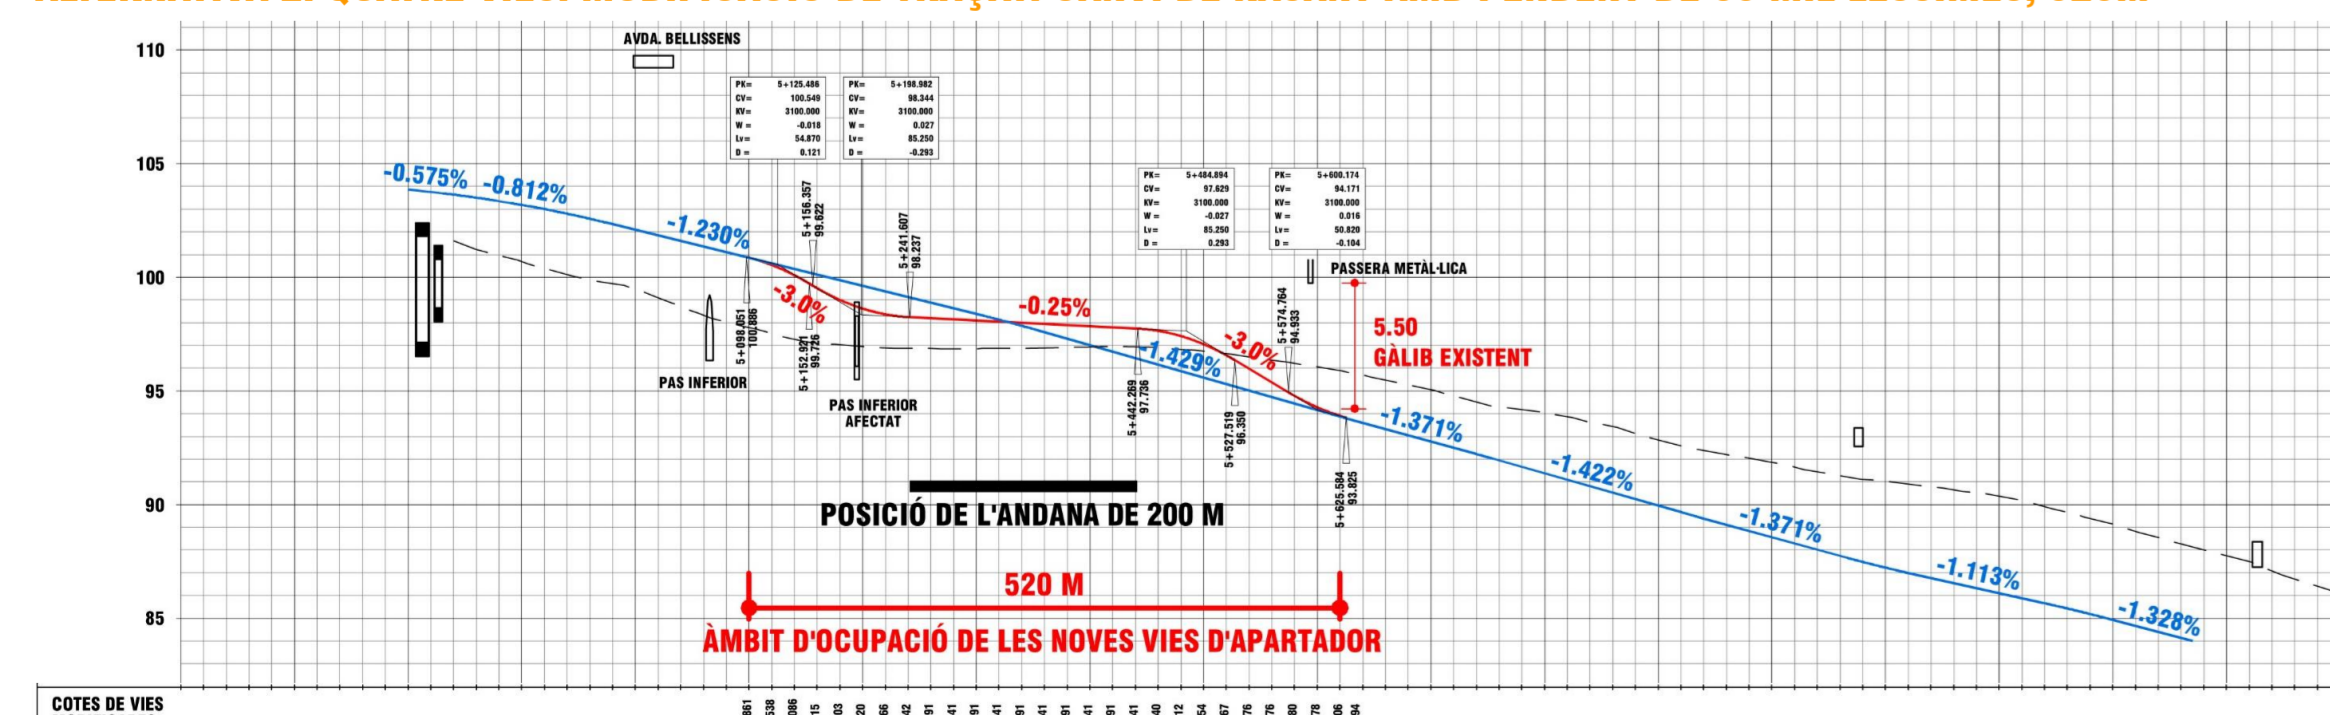 110
105
100
95
90
85
AVDA. BELLISSENS
PK= 5+125.486
CV= 100.549
KV= 3100.000
W = -0.018
Lv= 54.870
D = 0.121
PK= 5+198.982
CV= 98.344
KV= 3100.000
W = 0.027
Lv= 85.250
D = -0.293
PK= 5+484.894
CV= 97.629
KV= 3100.000
W = -0.027
Lv= 85.250
D = 0.293
PK= 5+600.174
CV= 94.171
KV= 3100.000
W = 0.016
Lv= 50.820
D = -0.104
-0.575%
-0.812%
-1.230%
5+156.357
99.622
5+241.607
98.237
-3.0%
-0.25%
5+098.051
100.886
5+152.921
99.726
PAS INFERIOR
PAS INFERIOR
AFECTAT
-1.429%
-3.0%
5+574.764
94.933
PASSERA METÀL·LICA
5.50
GÀLIB EXISTENT
5+442.269
97.736
5+527.519
96.350
5+625.584
93.825
-1.371%
-1.422%
-1.371%
-1.113%
-1.328%
POSICIÓ DE L'ANDANA DE 200 M
520 M
ÀMBIT D'OCUPACIÓ DE LES NOVES VIES D'APARTADOR
COTES DE VIES